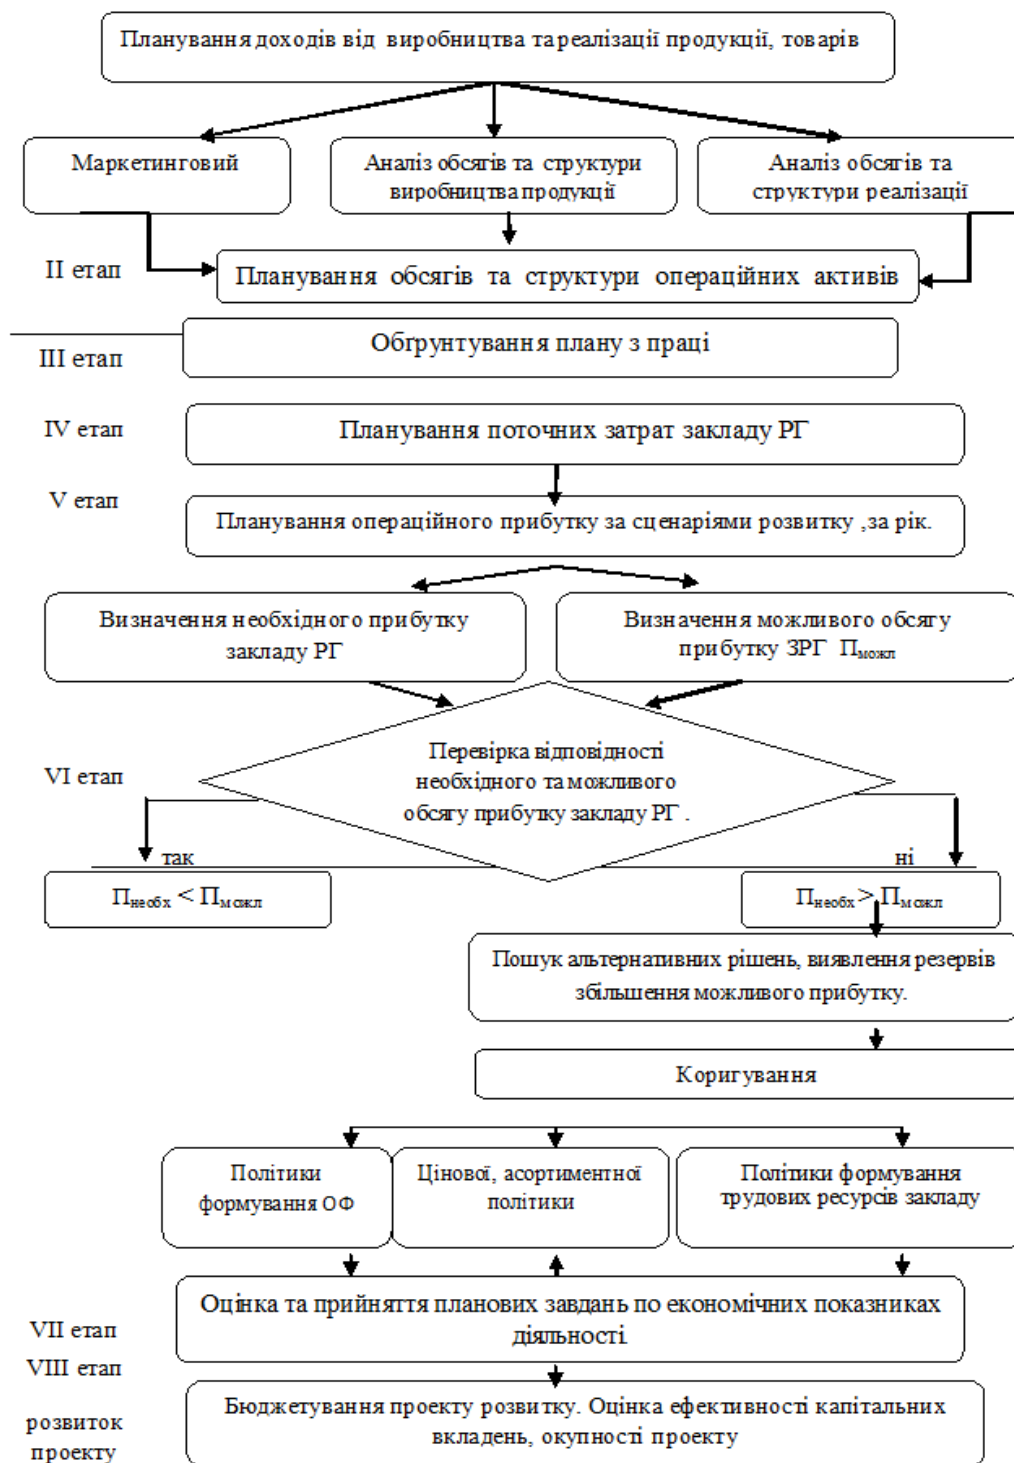 Планування доходів від виробництва та реалізації продукції, товарів
Маркетинговий
Аналіз обсягів та структури
виробництва продукції
Аналіз обсягів та
структури реалізації
II етап
Планування обсягів та структури операційних активів
III етап
Обґрунтування плану з праці
IV етап
Планування поточних затрат закладу РГ
V етап
Планування операційного прибутку за сценаріями розвитку ,за рік.
Визначення необхідного прибутку
закладу РГ
Визначення можливого обсягу
прибутку ЗРГ Пможл
VI етап
Перевірка відповідності
необхідного та можливого
обсягу прибутку закладу РГ .
так
ні
Пнеобх < Пможл
Пнеобх > Пможл
Пошук альтернативних рішень, виявлення резервів
збільшення можливого прибутку.
Коригування
Політики
формування ОФ
Цінової, асортиментної
політики
Політики формування
трудових ресурсів закладу
Оцінка та прийняття планових завдань по економічних показниках
діяльності
VII етап
VIII етап
розвиток
проекту
Бюджетування проекту розвитку. Оцінка ефективності капітальних
вкладень, окупності проекту